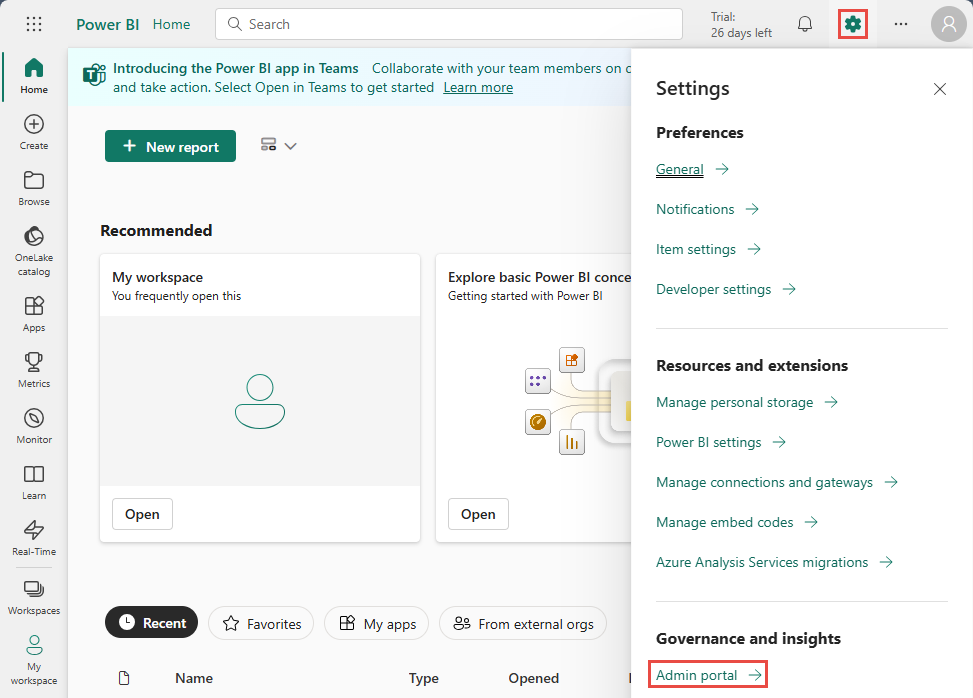 Power BI Home
Search
Trial:
26 days left
Home
Create
Browse
OneLake
catalog
Apps
Metrics
Monitor
Learn
Real-Time
Workspaces
My
workspace
Introducing the Power BI app in Teams Collaborate with your team members on
and take action. Select Open in Teams to get started Learn more
New report
Recommended
My workspace
You frequently open this
Open
Explore basic Power BI conce
Getting started with Power BI
Open
Recent
Favorites
My apps
From external orgs
Name Type Opened
Settings
Preferences
General
Notifications
Item settings
Developer settings
Resources and extensions
Manage personal storage
Power BI settings
Manage connections and gateways
Manage embed codes
Azure Analysis Services migrations
Governance and insights
Admin portal